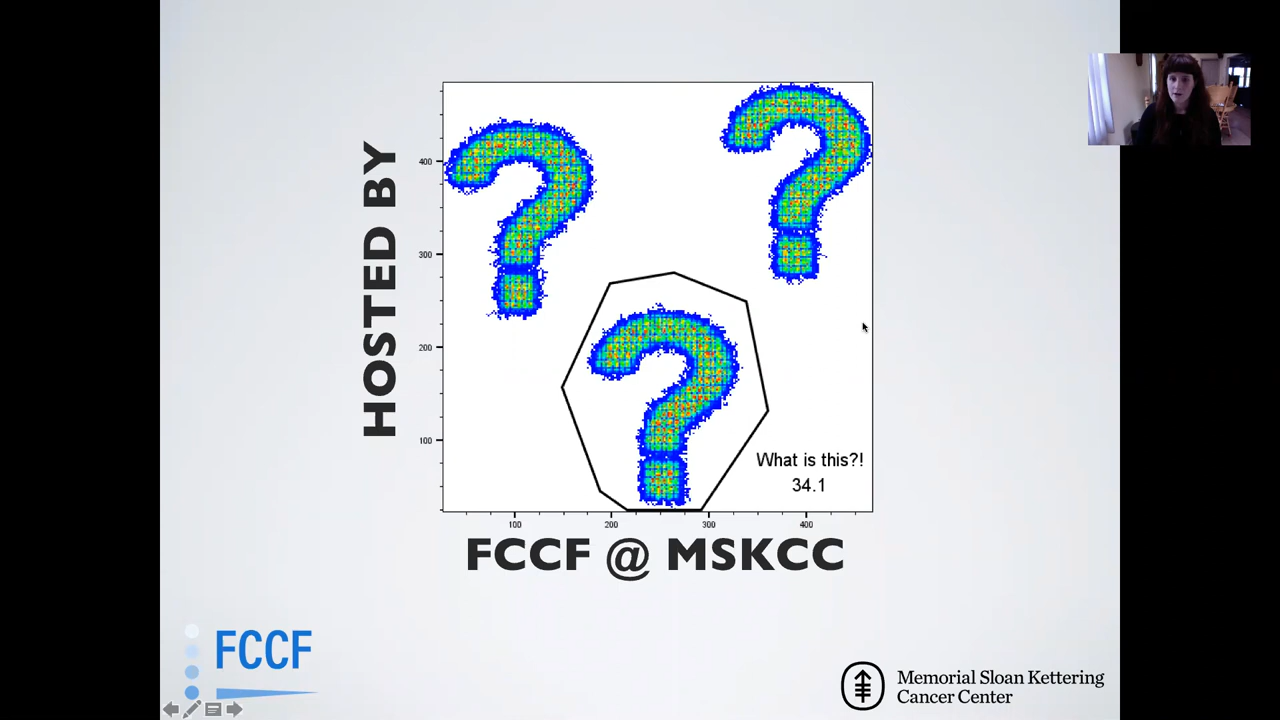 HOSTED BY
400
300
200
100
What is this?!
34.1
100
200
300
400
FCCF @ MSKCC
FCCF
Memorial Sloan Kettering
Cancer Center